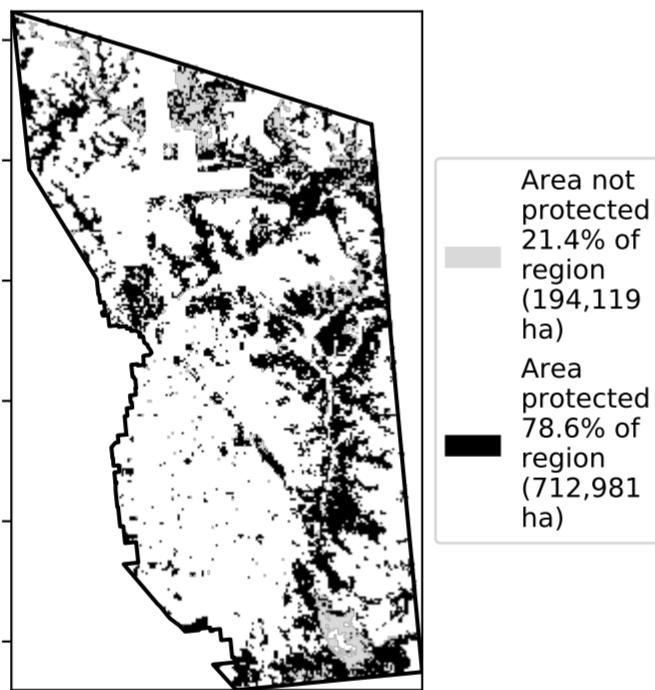 Area not
protected
21.4% of
region
(194,119
ha)
Area
protected
78.6% of
region
(712,981
ha)